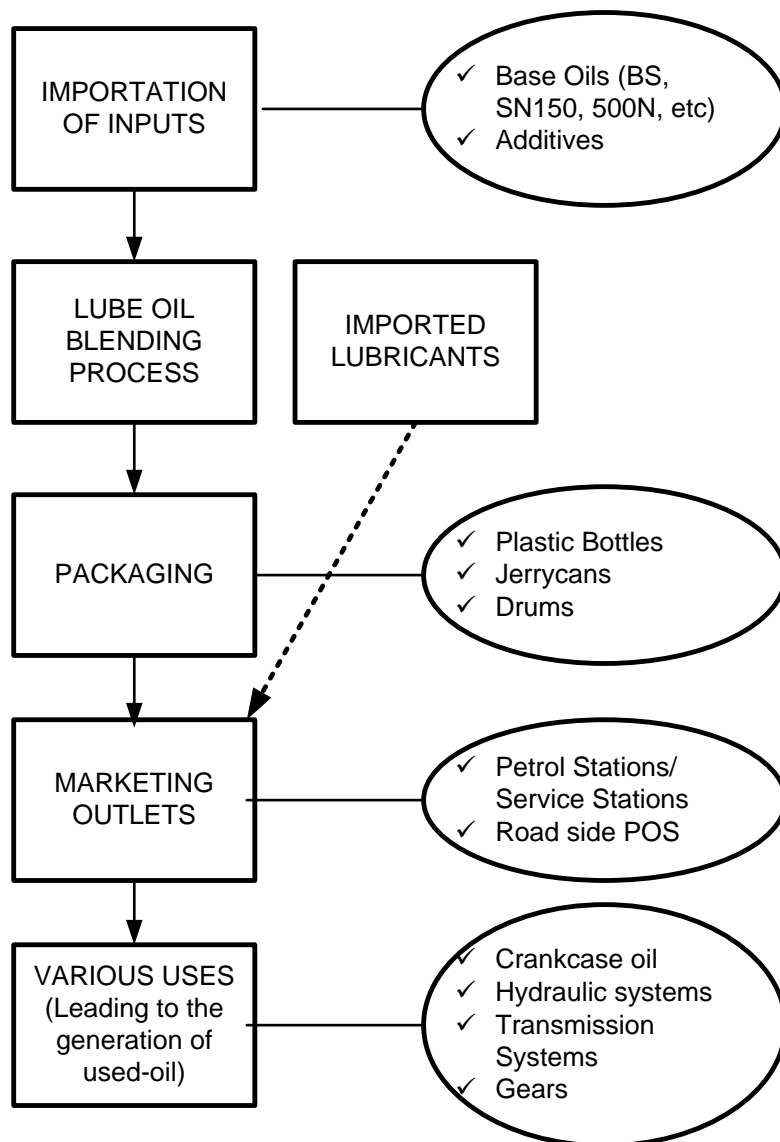 IMPORTATION
OF INPUTS
✓ Base Oils (BS,
SN150, 500N, etc)
✓ Additives
LUBE OIL
BLENDING
PROCESS
IMPORTED
LUBRICANTS
PACKAGING
✓ Plastic Bottles
✓ Jerrycans
✓ Drums
MARKETING
OUTLETS
✓ Petrol Stations/
Service Stations
✓ Road side POS
VARIOUS USES
(Leading to the
generation of
used-oil)
✓ Crankcase oil
✓ Hydraulic systems
✓ Transmission
Systems
✓ Gears